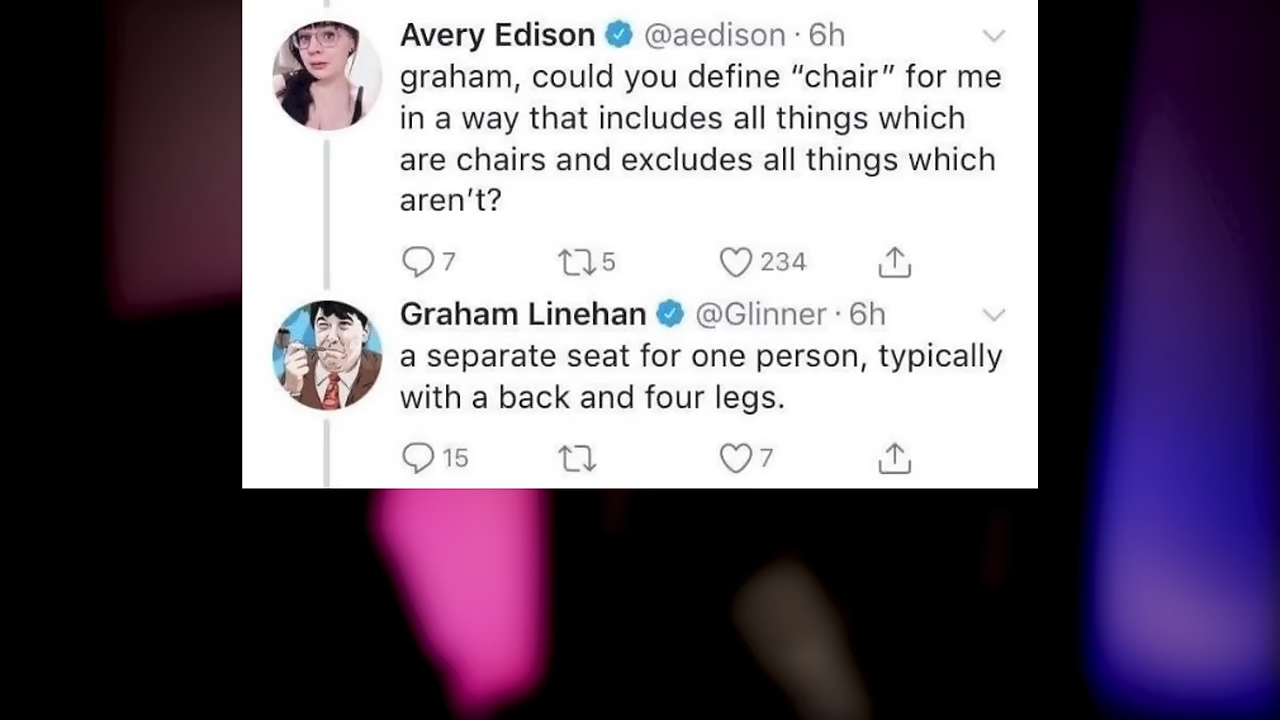 Avery Edison @aedison · 6h
graham, could you define “chair” for me
in a way that includes all things which
are chairs and excludes all things which
aren’t?
7 5 234
Graham Linehan @Glinner · 6h
a separate seat for one person, typically
with a back and four legs.
15 7